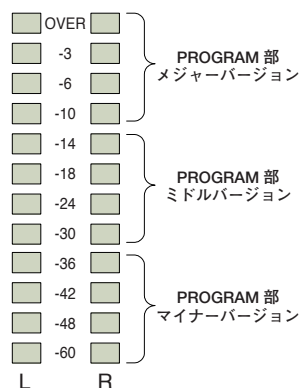 OVER
-3
-6
-10
PROGRAM 部
メジャーバージョン
-14
-18
-24
-30
PROGRAM 部
ミドルバージョン
-36
-42
-48
-60
PROGRAM 部
マイナーバージョン
L R